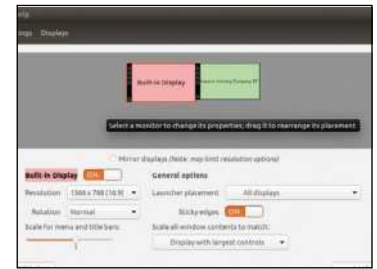 elp
ngs Displays
Built-in Display
Select a monitor to change its properties; drag it to rearrange its placement.
Mirror displays (Note: may limit resolution options)
Built-in Display ON General options
Resolution 1366 x 768 (16:9) Launcher placement All displays
Rotation Normal Sticky edges ON
Scale for menu and title bars: Scale all window contents to match:
1 Display with largest controls